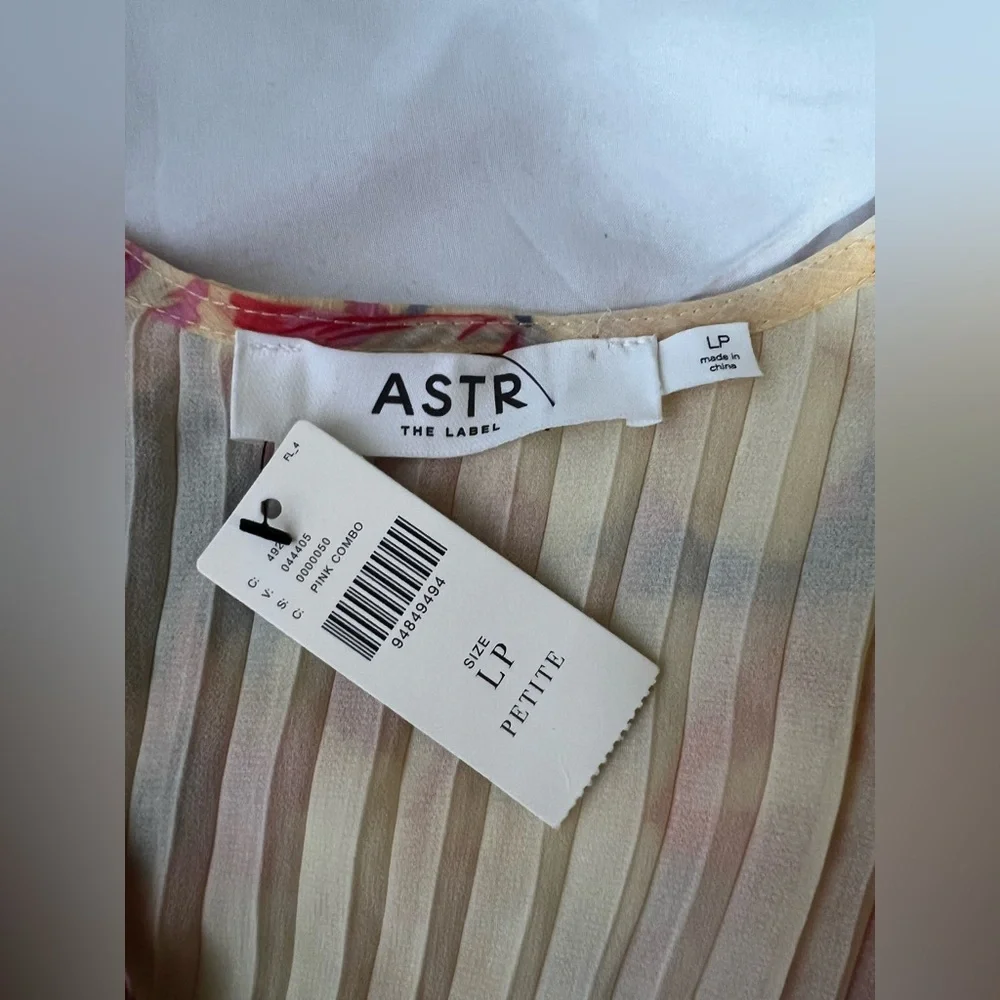 ASTR
THE LABEL
LP
made in
china
FL_4
C:
V: 044405
S: 0000050
C: PINK COMBO
94849494
SIZE
LP
PETITE